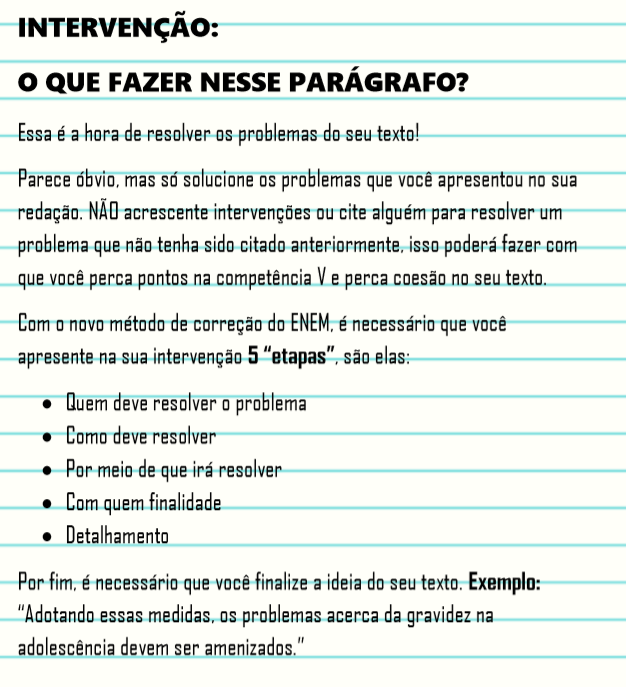 INTERVENÇÃO:
O QUE FAZER NESSE PARÁGRAFO?
Essa é a hora de resolver os problemas do seu texto!
Parece óbvio, mas só solucione os problemas que você apresentou no sua
redação. NÃO acrescente intervenções ou cite alguém para resolver um
problema que não tenha sido citado anteriormente, isso poderá fazer com
que você perca pontos na competência V e perca coesão no seu texto.
Com o novo método de correção do ENEM, é necessário que você
apresente na sua intervenção 5 “etapas”, são elas:
• Quem deve resolver o problema
• Como deve resolver
• Por meio de que irá resolver
• Com quem finalidade
• Detalhamento
Por fim, é necessário que você finalize a ideia do seu texto. Exemplo:
“Adotando essas medidas, os problemas acerca da gravidez na
adolescência devem ser amenizados.”